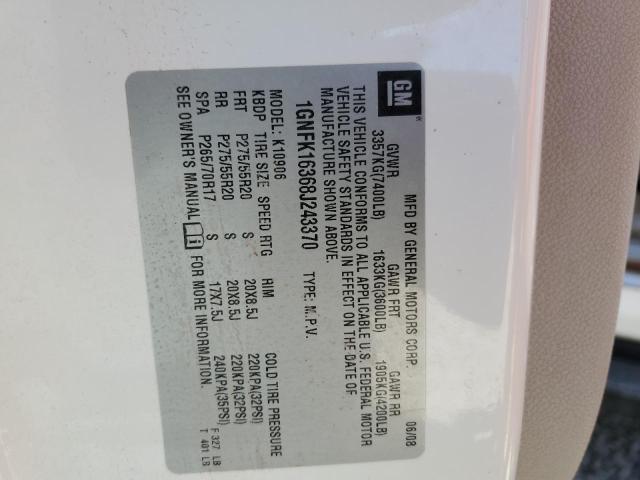 GM
MFD BY GENERAL MOTORS CORP. 06/08
GVWR GAWR FRT GAWR RR
3357KG(7400LB) 1633KG(3600LB) 1905KG(4200LB)
THIS VEHICLE CONFORMS TO ALL APPLICABLE U.S. FEDERAL MOTOR
VEHICLE SAFETY STANDARDS IN EFFECT ON THE DATE OF
MANUFACTURE SHOWN ABOVE.
1GNFK16368J243370 TYPE: M.P.V.
MODEL: K10906
KBDP TIRE SIZE SPEED RTG RIM COLD TIRE PRESSURE
FRT P275/55R20 S 20X8.5J 220KPA(32PSI)
RR P275/55R20 S 20X8.5J 220KPA(32PSI)
SPA P265/70R17 S 17X7.5J 240KPA(35PSI)
SEE OWNER'S MANUAL FOR MORE INFORMATION.
F 327 LB
T 401 LB